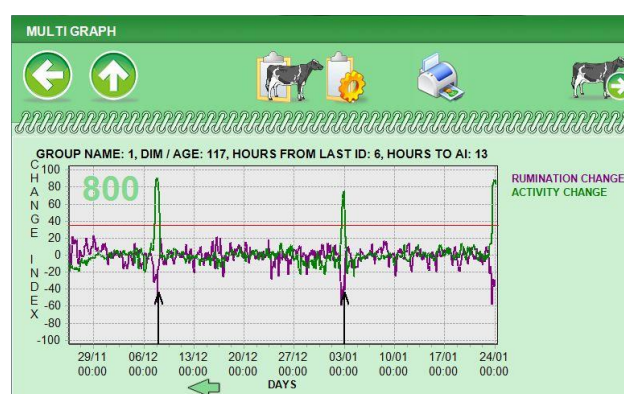 MULTI GRAPH
GROUP NAME: 1, DIM / AGE: 117, HOURS FROM LAST ID: 6, HOURS TO AI: 13
CHANGE INDEX
100
80
60
40
20
0
-20
-40
-60
-80
-100
800
RUMINATION CHANGE
ACTIVITY CHANGE
29/11 06/12 13/12 20/12 27/12 03/01 10/01 17/01 24/01
00:00 00:00 00:00 00:00 00:00 00:00 00:00 00:00 00:00
DAYS